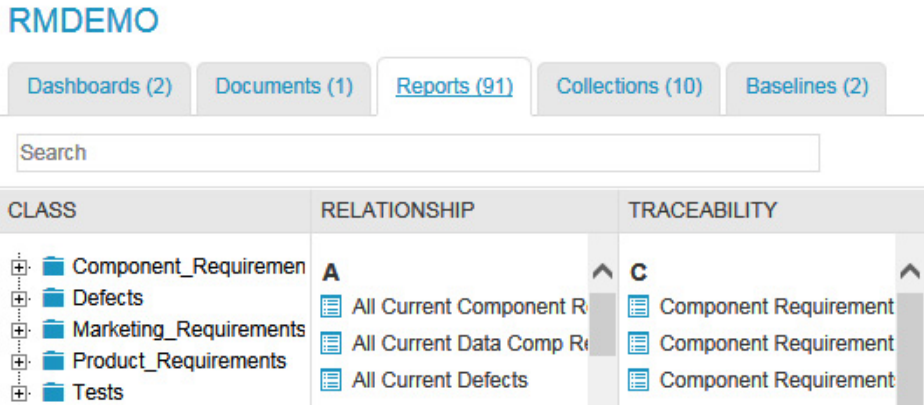 RMDEMO
Dashboards (2) Documents (1) Reports (91) Collections (10) Baselines (2)
Search
CLASS RELATIONSHIP TRACEABILITY
Component_Requiremen
Defects
Marketing_Requirements
Product_Requirements
Tests
A
All Current Component R
All Current Data Comp Re
All Current Defects
C
Component Requirement
Component Requirement
Component Requirement